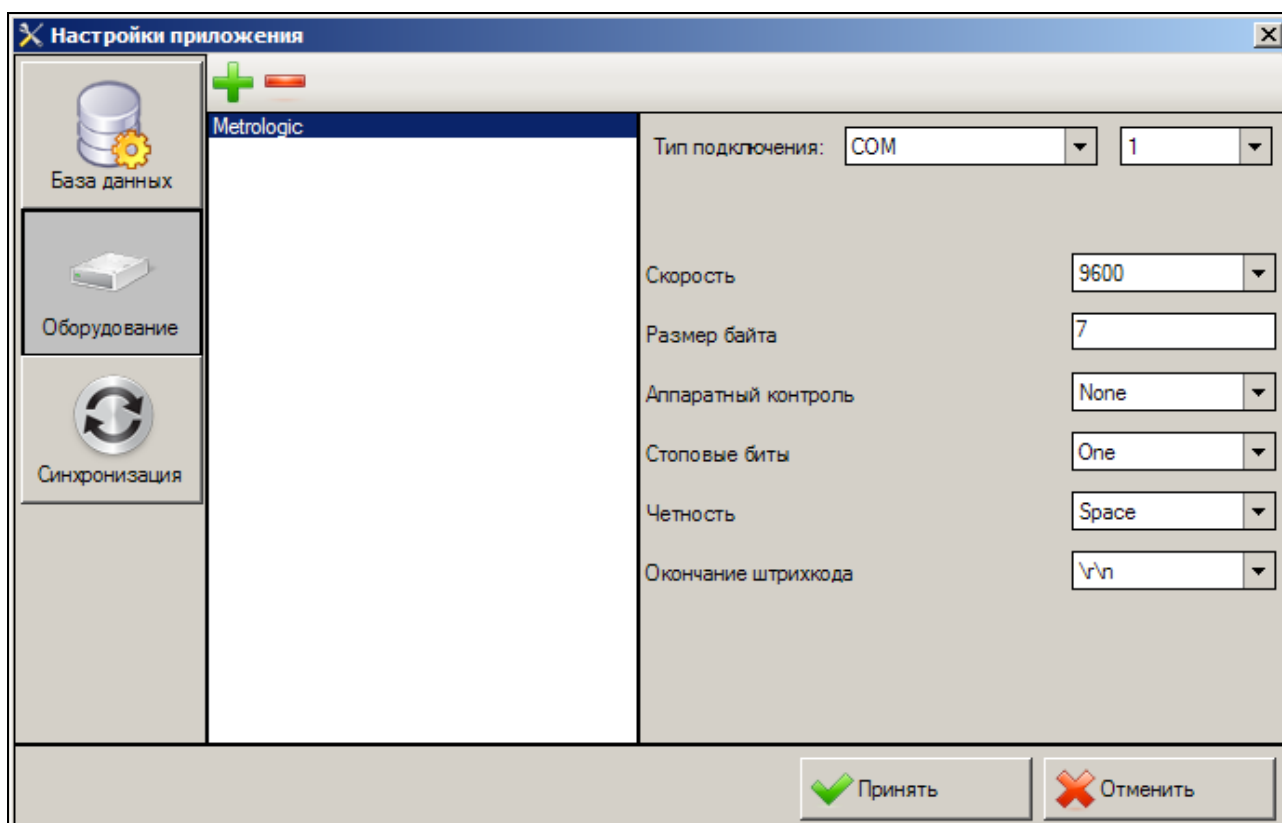 Настройки приложения
База данных
Оборудование
Синхронизация
Metrologic
Тип подключения: COM 1
Скорость 9600
Размер байта 7
Аппаратный контроль None
Стоповые биты One
Четность Space
Окончание штрихкода \r\n
Принять Отменить